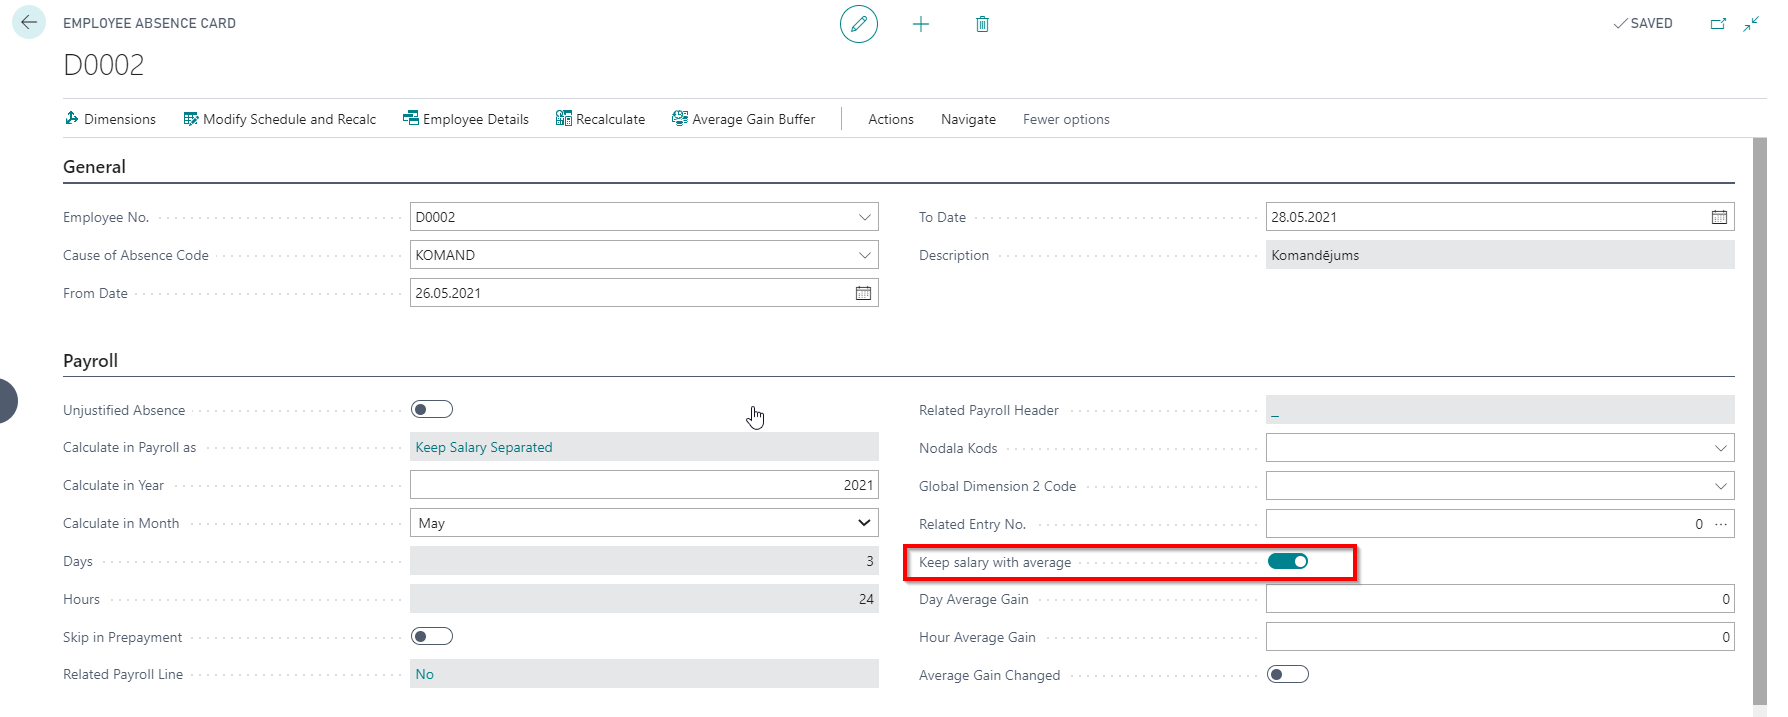 EMPLOYEE ABSENCE CARD
SAVED
D0002
Dimensions Modify Schedule and Recalc Employee Details Recalculate Average Gain Buffer Actions Navigate Fewer options
General
Employee No. D0002
Cause of Absence Code KOMAND
From Date 26.05.2021
To Date 28.05.2021
Description Komandējums
Payroll
Unjustified Absence
Calculate in Payroll as Keep Salary Separated
Calculate in Year 2021
Calculate in Month May
Days 3
Hours 24
Skip in Prepayment
Related Payroll Line No
Related Payroll Header _
Nodala Kods
Global Dimension 2 Code
Related Entry No. 0 ...
Keep salary with average
Day Average Gain 0
Hour Average Gain 0
Average Gain Changed